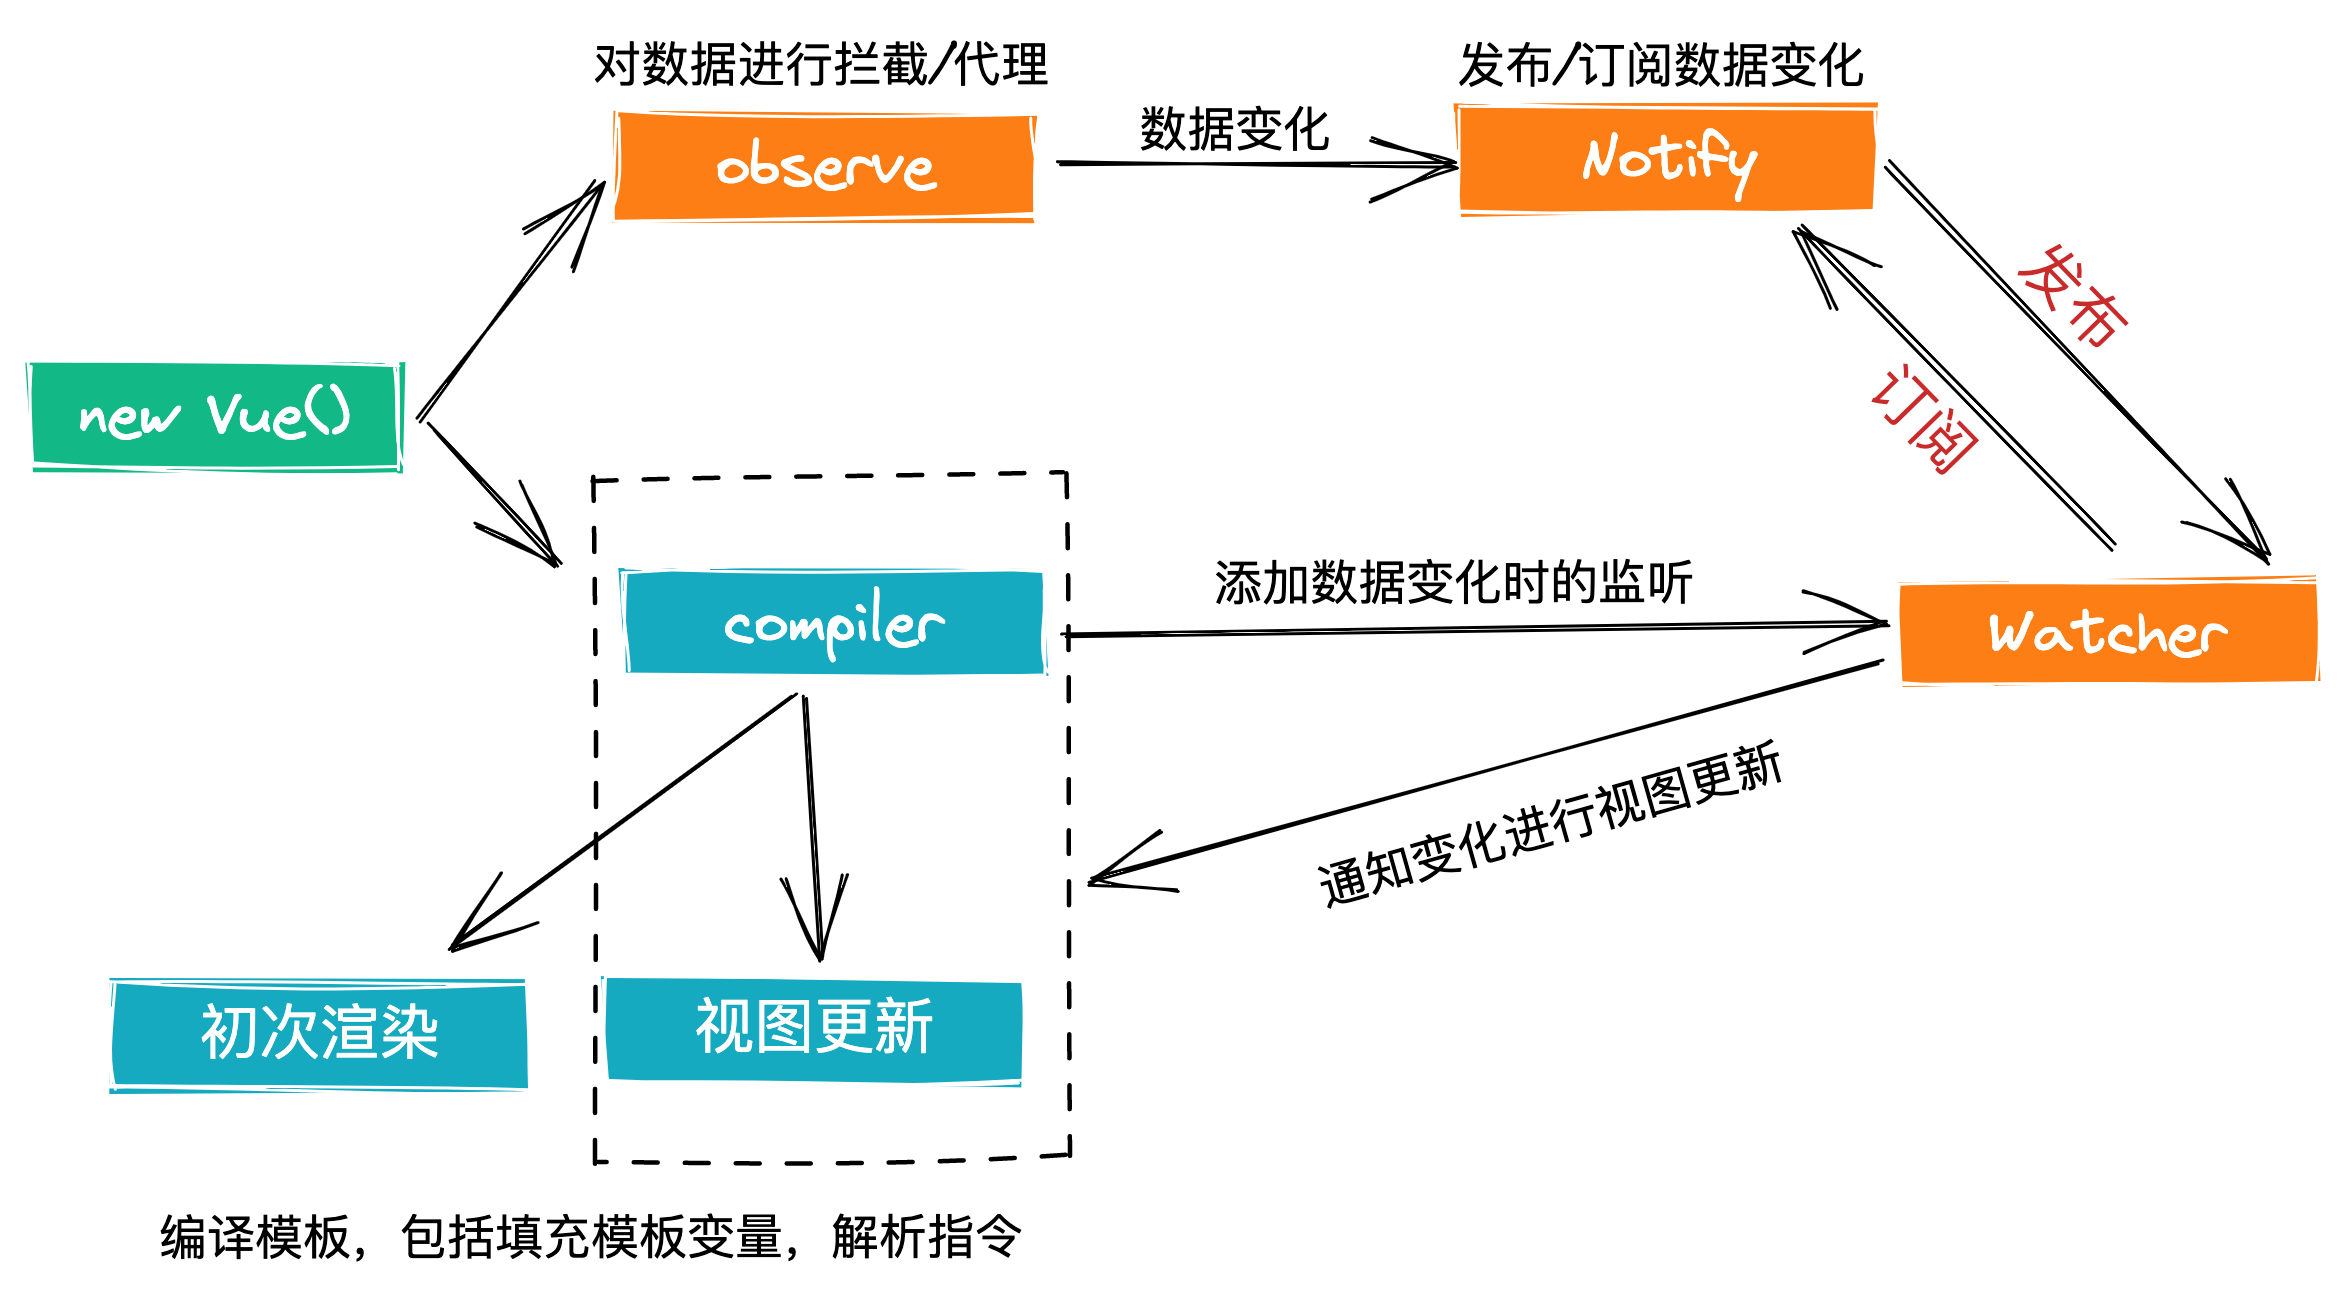 对数据进行拦截/代理
发布/订阅数据变化
observe
数据变化
Notify
发布
订阅
new Vue()
compiler
添加数据变化时的监听
Watcher
通知变化进行视图更新
初次渲染
视图更新
编译模板，包括填充模板变量，解析指令